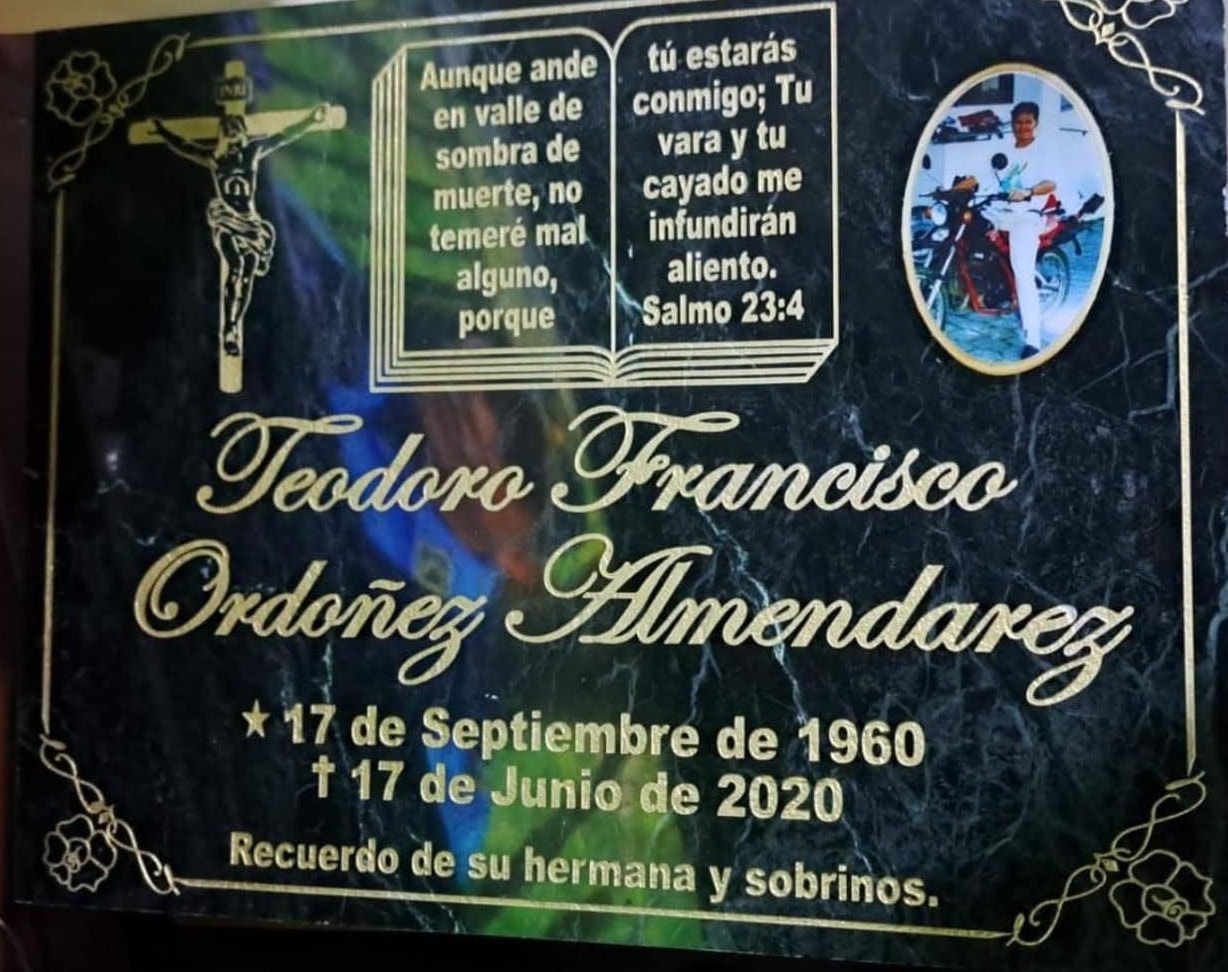 INRI
Aunque ande
en valle de
sombra de
muerte, no
temeré mal
alguno,
porque
tú estarás
conmigo; Tu
vara y tu
cayado me
infundirán
aliento.
Salmo 23:4
Teodoro Francisco
Ordoñez Almendarez
★ 17 de Septiembre de 1960
✝ 17 de Junio de 2020
Recuerdo de su hermana y sobrinos.